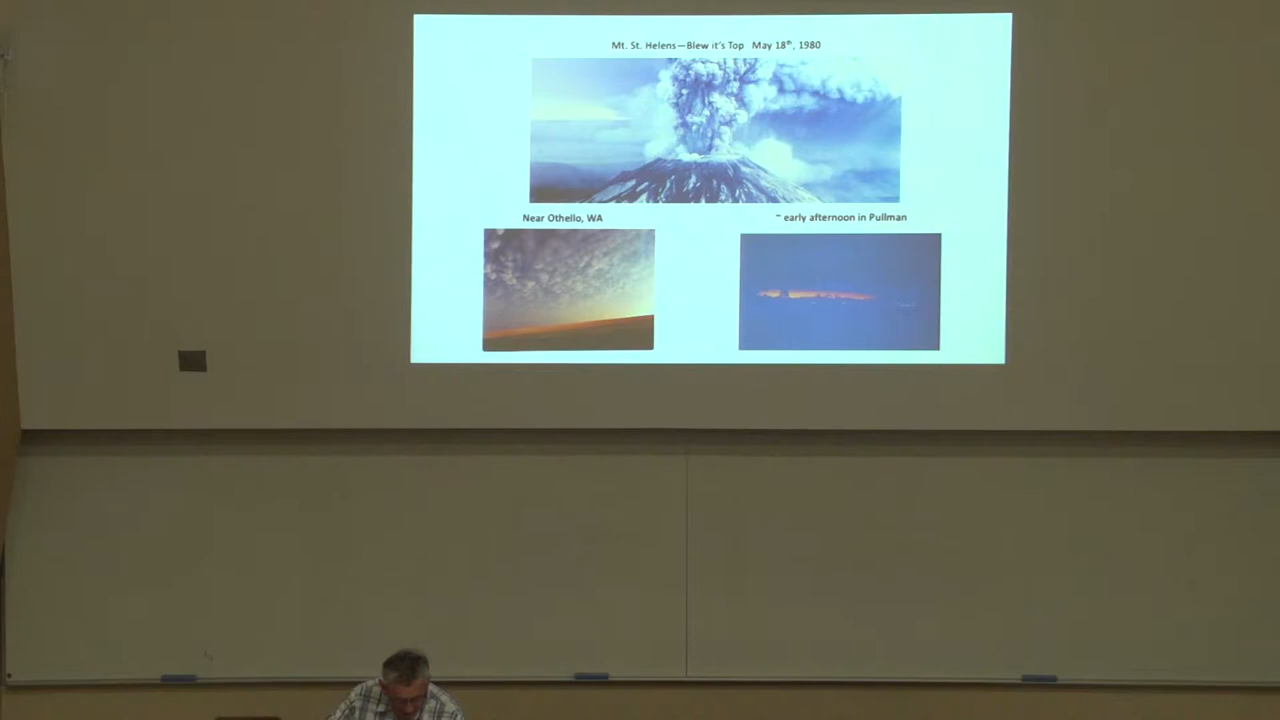 Mt. St. Helens—Blew it's Top May 18th, 1980
Near Othello, WA
~ early afternoon in Pullman